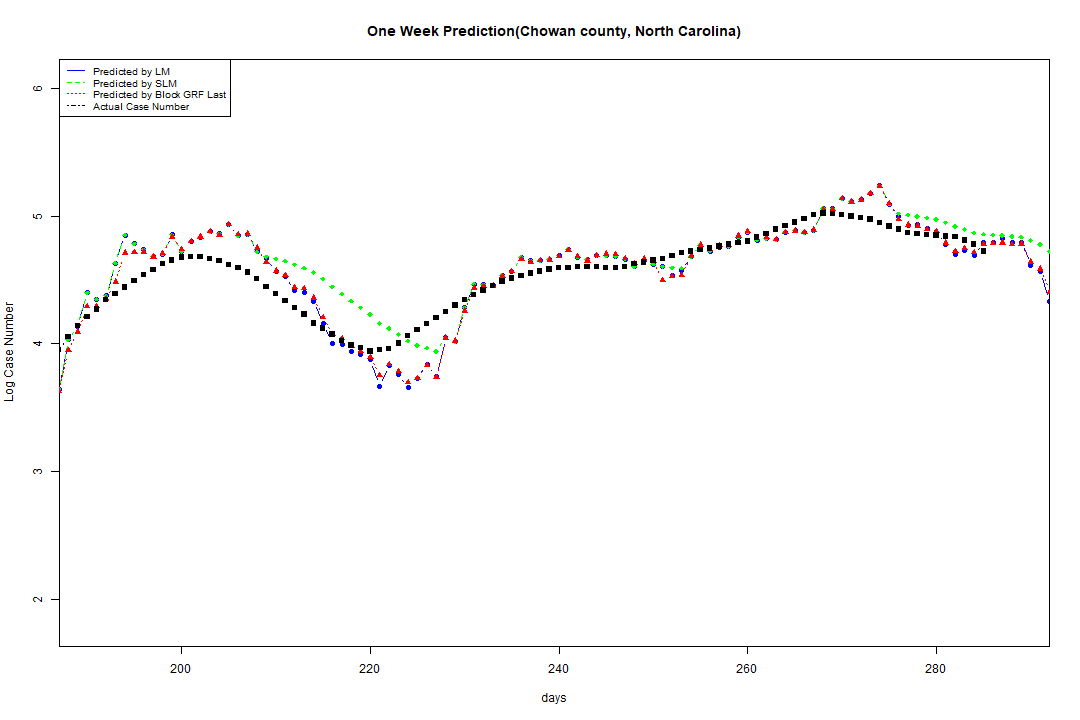 One Week Prediction(Chowan county, North Carolina)
Predicted by LM
Predicted by SLM
Predicted by Block GRF Last
Actual Case Number
6
5
4
3
2
Log Case Number
200 220 240 260 280
days